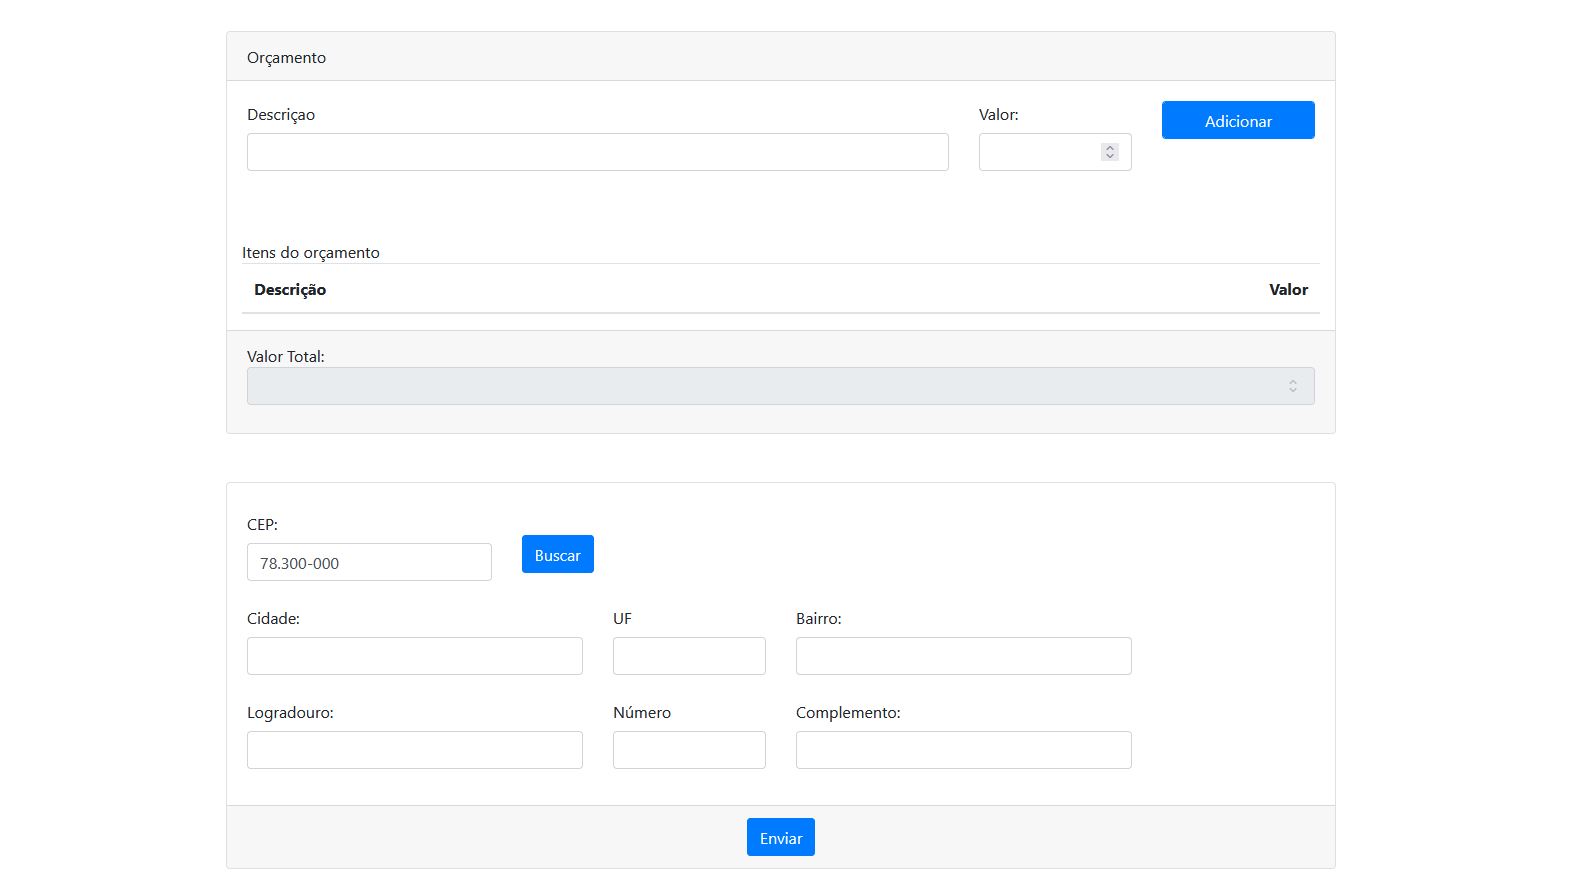 Orçamento
Descriçao
Valor:
Adicionar
Itens do orçamento
Descrição Valor
Valor Total:
CEP:
78.300-000
Buscar
Cidade: UF Bairro:
Logradouro: Número Complemento:
Enviar